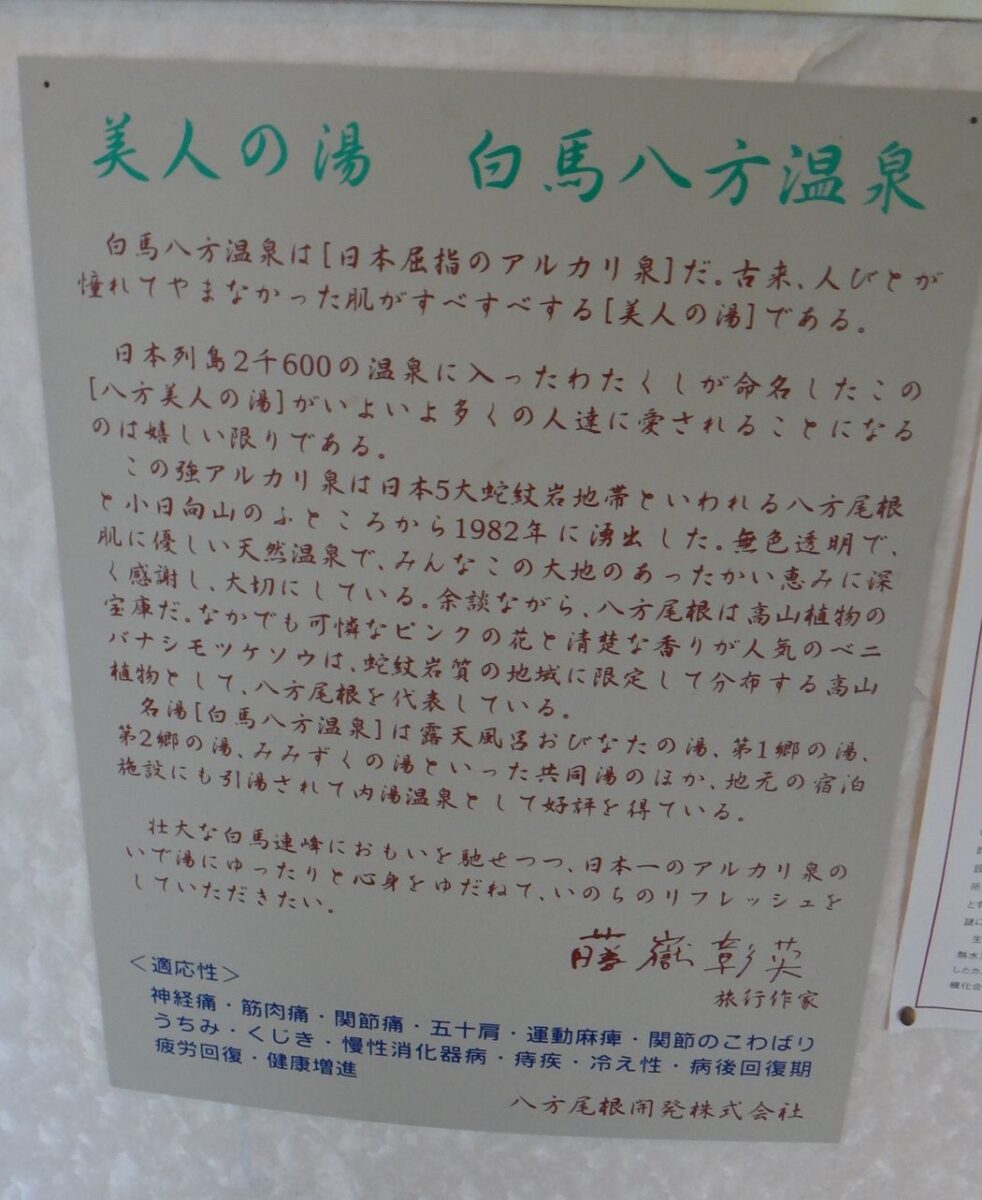 美人の湯　白馬八方温泉
白馬八方温泉は[日本屈指のアルカリ泉]だ。古来、人びとが
憧れてやまなかった肌がすべすべする[美人の湯]である。
日本列島2千600の温泉に入ったわたくしが命名したこの
[八方美人の湯]がいよいよ多くの人達に愛されることになる
のは嬉しい限りである。
この強アルカリ泉は日本5大蛇紋岩地帯といわれる八方尾根
と小日向山のふところから1982年に湧出した。無色透明で、
肌に優しい天然温泉で、みんなこの大地のあったかい恵みに深
く感謝し、大切にしている。余談ながら、八方尾根は高山植物の
宝庫だ。なかでも可憐なピンクの花と清楚な香りが人気のベニ
バナシモツケソウは、蛇紋岩質の地域に限定して分布する高山
植物として、八方尾根を代表している。
名湯[白馬八方温泉]は露天風呂おびなたの湯、第1郷の湯、
第2郷の湯、みみずくの湯といった共同湯のほか、地元の宿泊
施設にも引湯されて内湯温泉として好評を得ている。
壮大な白馬連峰におもいを馳せつつ、日本一のアルカリ泉の
いで湯にゆったりと心身をゆだねて、いのちのリフレッシュを
していただきたい。
藤嶽彰英
旅行作家
＜適応性＞
神経痛・筋肉痛・関節痛・五十肩・運動麻痺・関節のこわばり
うちみ・くじき・慢性消化器病・痔疾・冷え性・病後回復期
疲労回復・健康増進
八方尾根開発株式会社
所
と
謎に
生
熱水
したカ
機化合